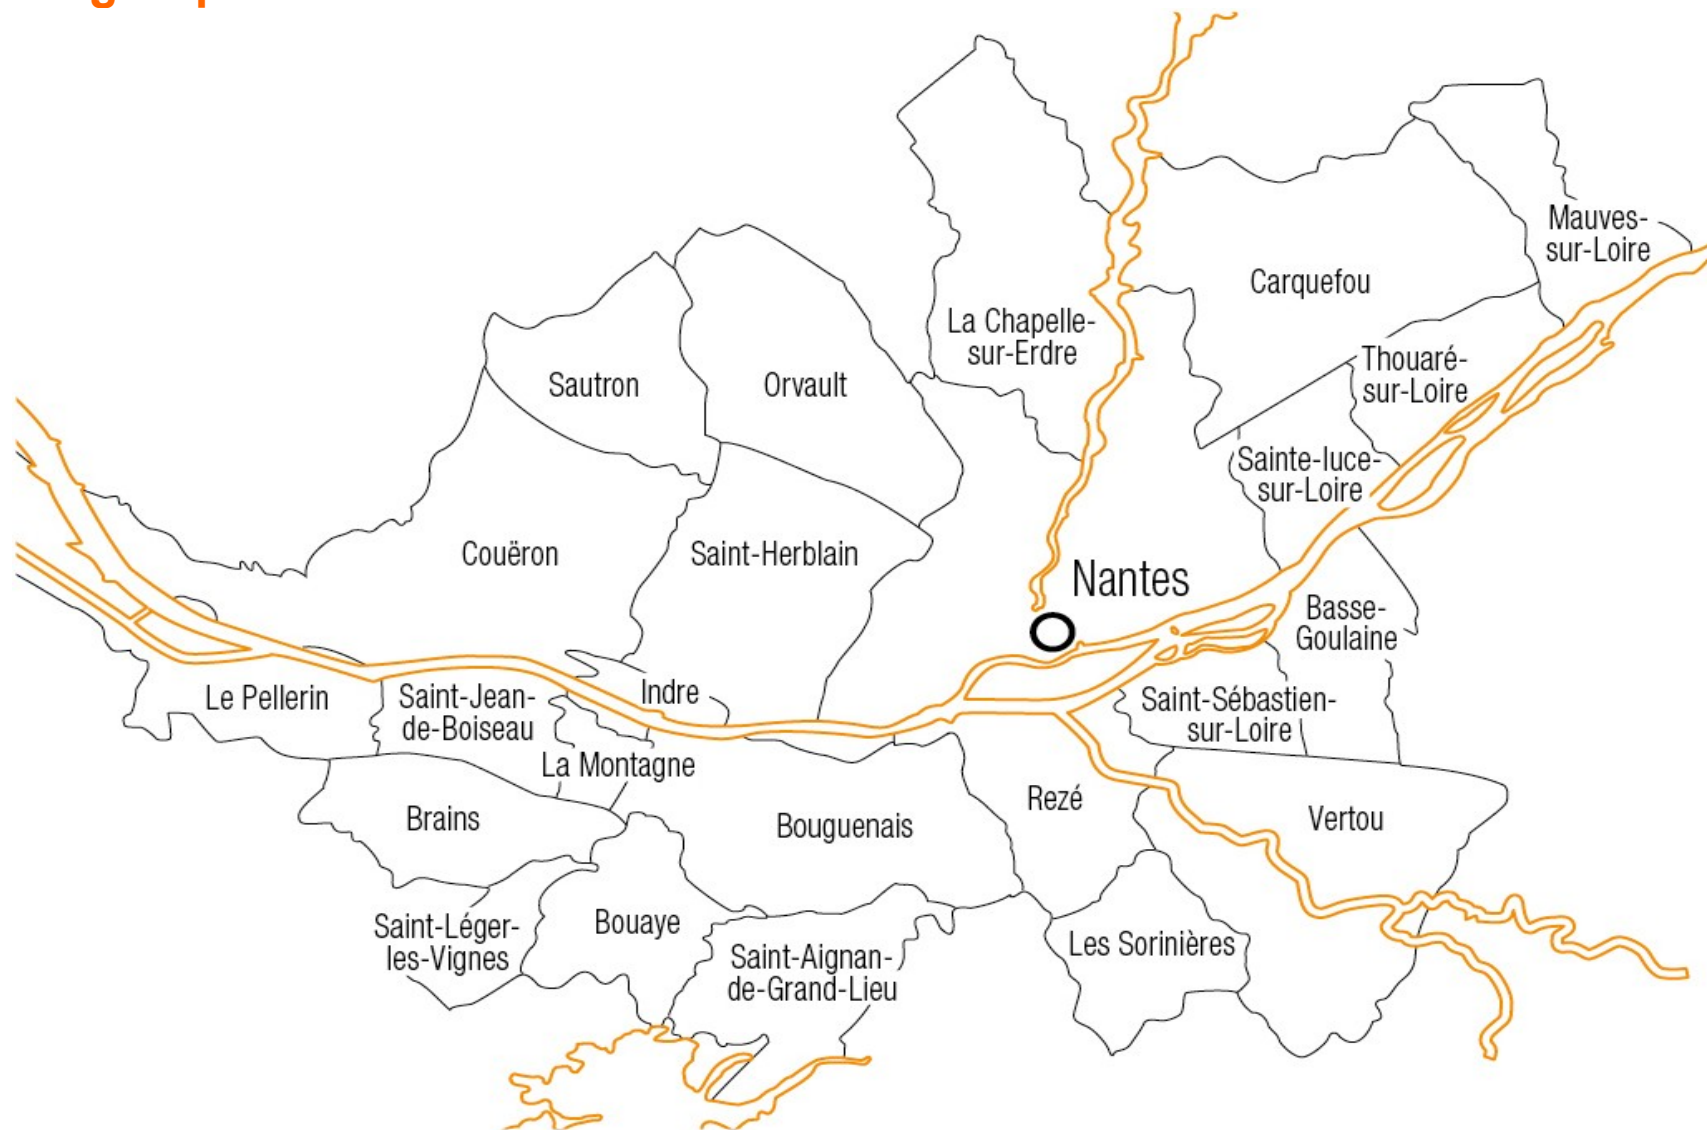 Mauves-
sur-Loire
Carquefou
La Chapelle-
sur-Erdre
Thouaré-
sur-Loire
Sautron
Orvault
Sainte-luce-
sur-Loire
Couëron
Saint-Herblain
Nantes
Basse-
Goulaine
Le Pellerin
Saint-Jean-
de-Boiseau
Indre
Saint-Sébastien-
sur-Loire
La Montagne
Rezé
Brains
Bouguenais
Vertou
Saint-Léger-
les-Vignes
Bouaye
Saint-Aignan-
de-Grand-Lieu
Les Sorinières